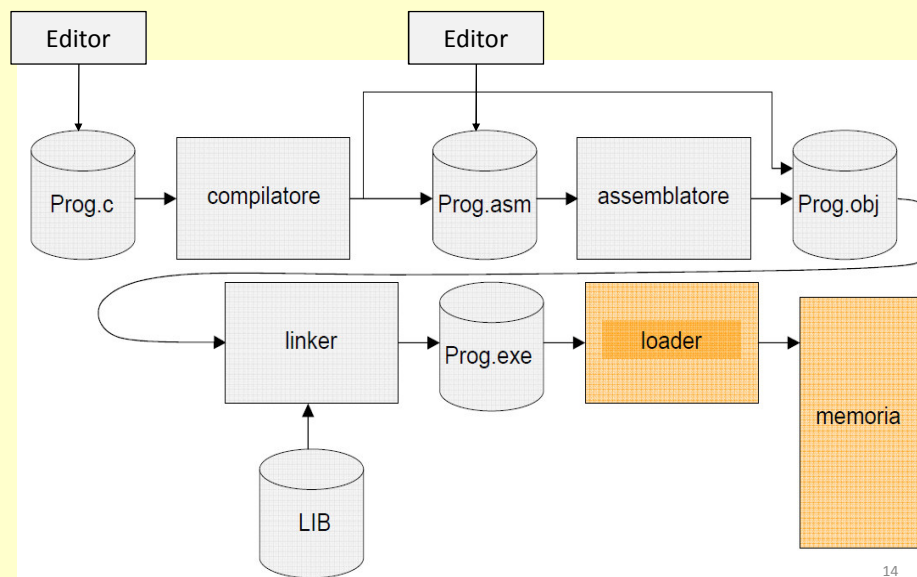 Editor
Editor
Prog.c
compilatore
Prog.asm
assemblatore
Prog.obj
linker
Prog.exe
loader
memoria
LIB
14